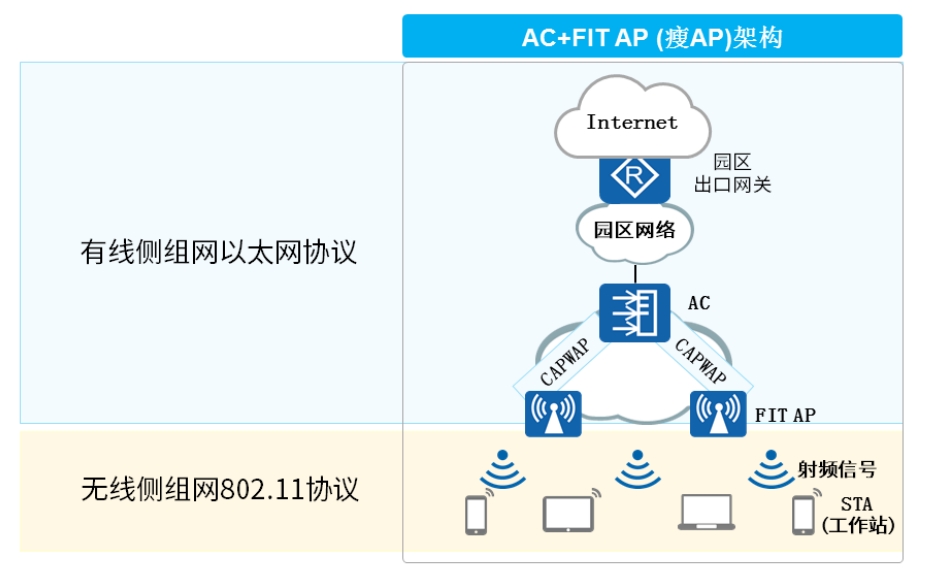 AC+FIT AP (瘦AP)架构
Internet
R
园区
出口网关
园区网络
有线侧组网以太网协议
AC
CAPWAP
CAPWAP
FIT AP
射频信号
无线侧组网802.11协议
STA
(工作站)